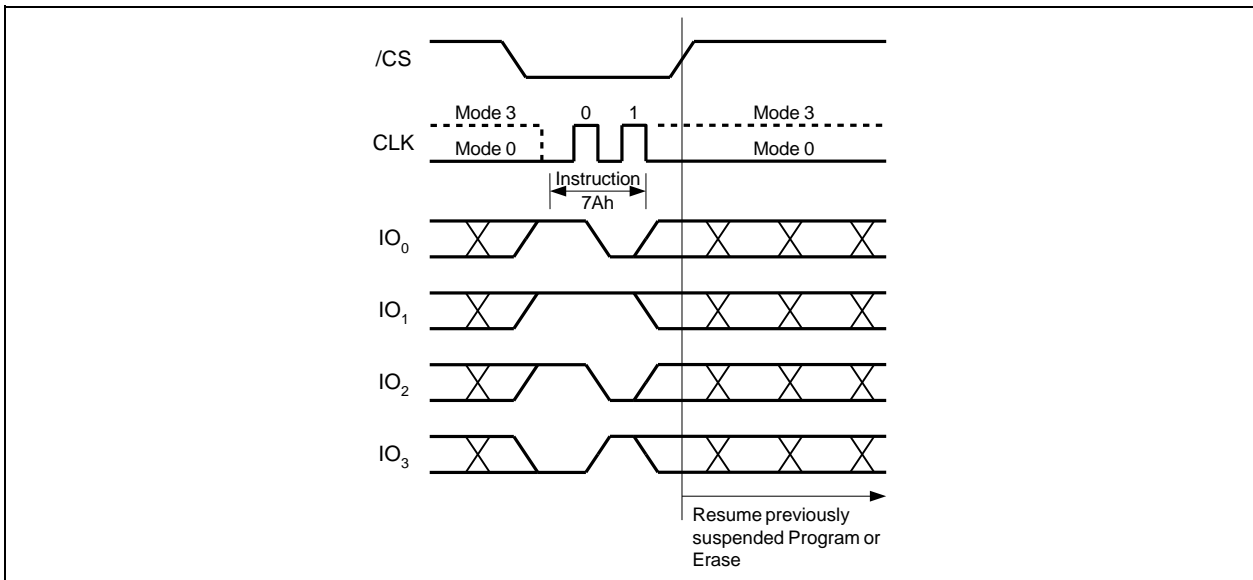 /CS
Mode 3 0 1 Mode 3
CLK
Mode 0 Mode 0
Instruction
7Ah
IO0
IO1
IO2
IO3
Resume previously
suspended Program or
Erase